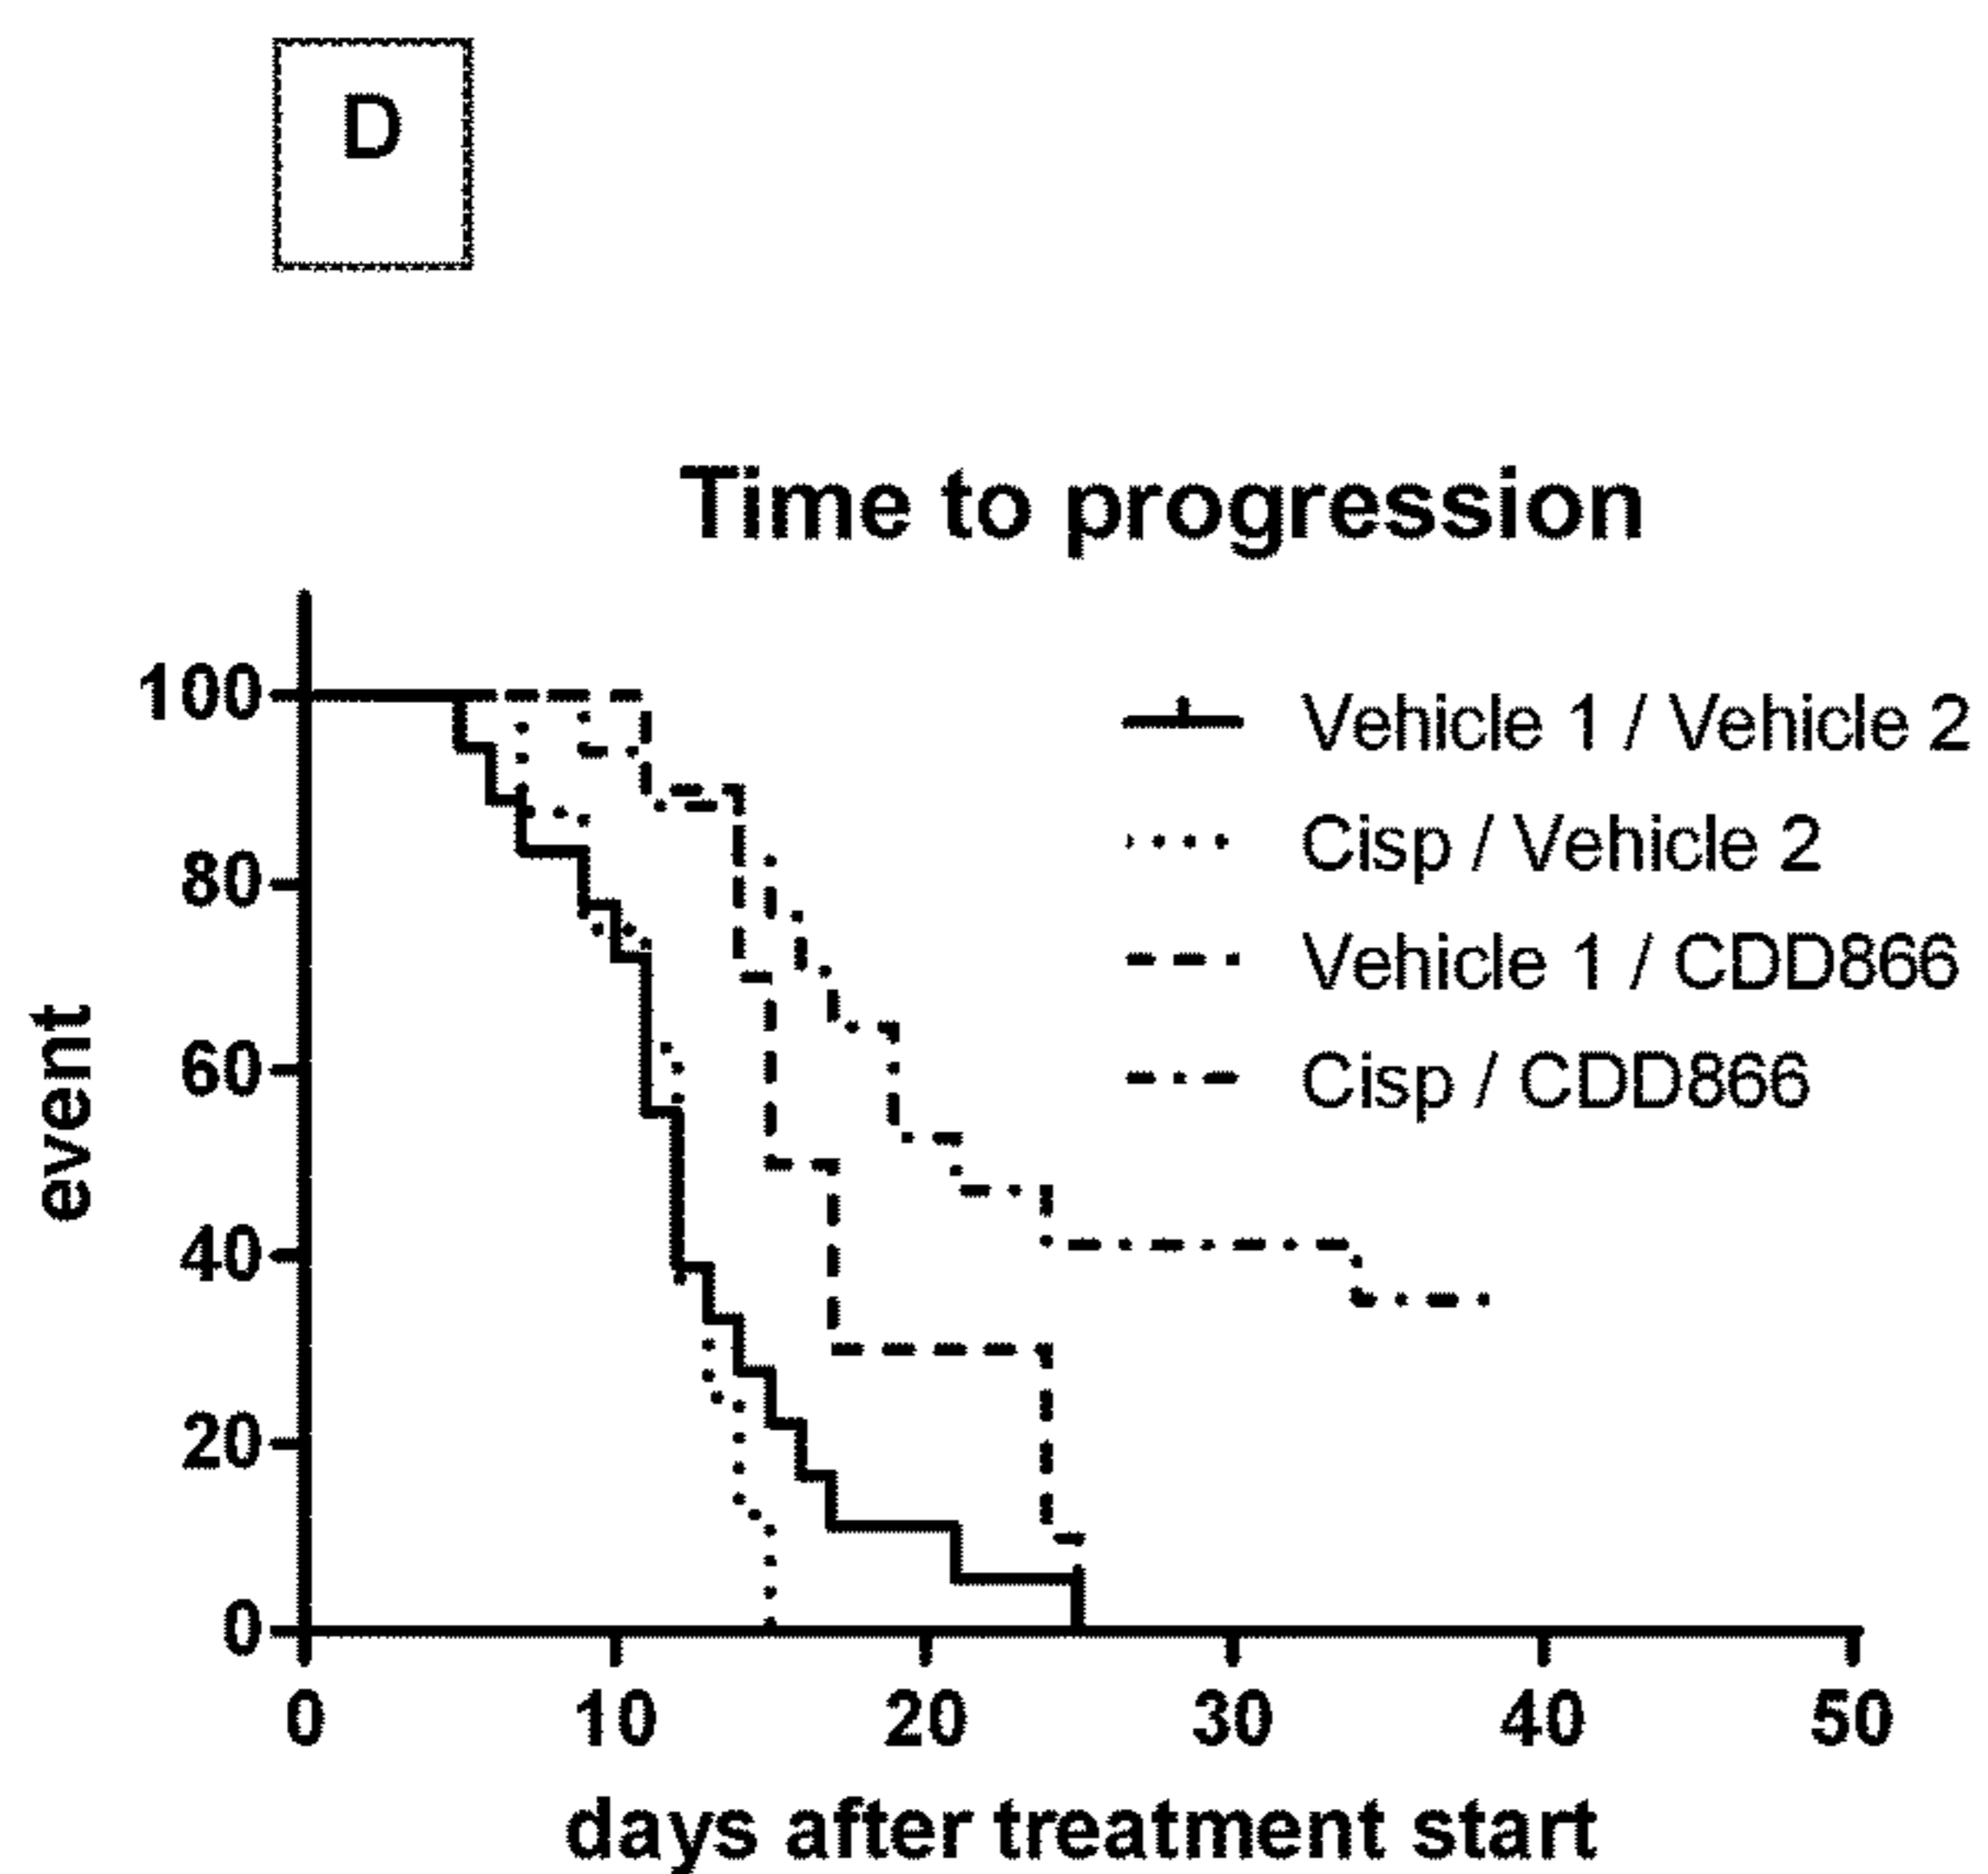 D
Time to progression
event
100
80
60
40
20
0
Vehicle 1 / Vehicle 2
Cisp / Vehicle 2
Vehicle 1 / CDD866
Cisp / CDD866
0 10 20 30 40 50
days after treatment start